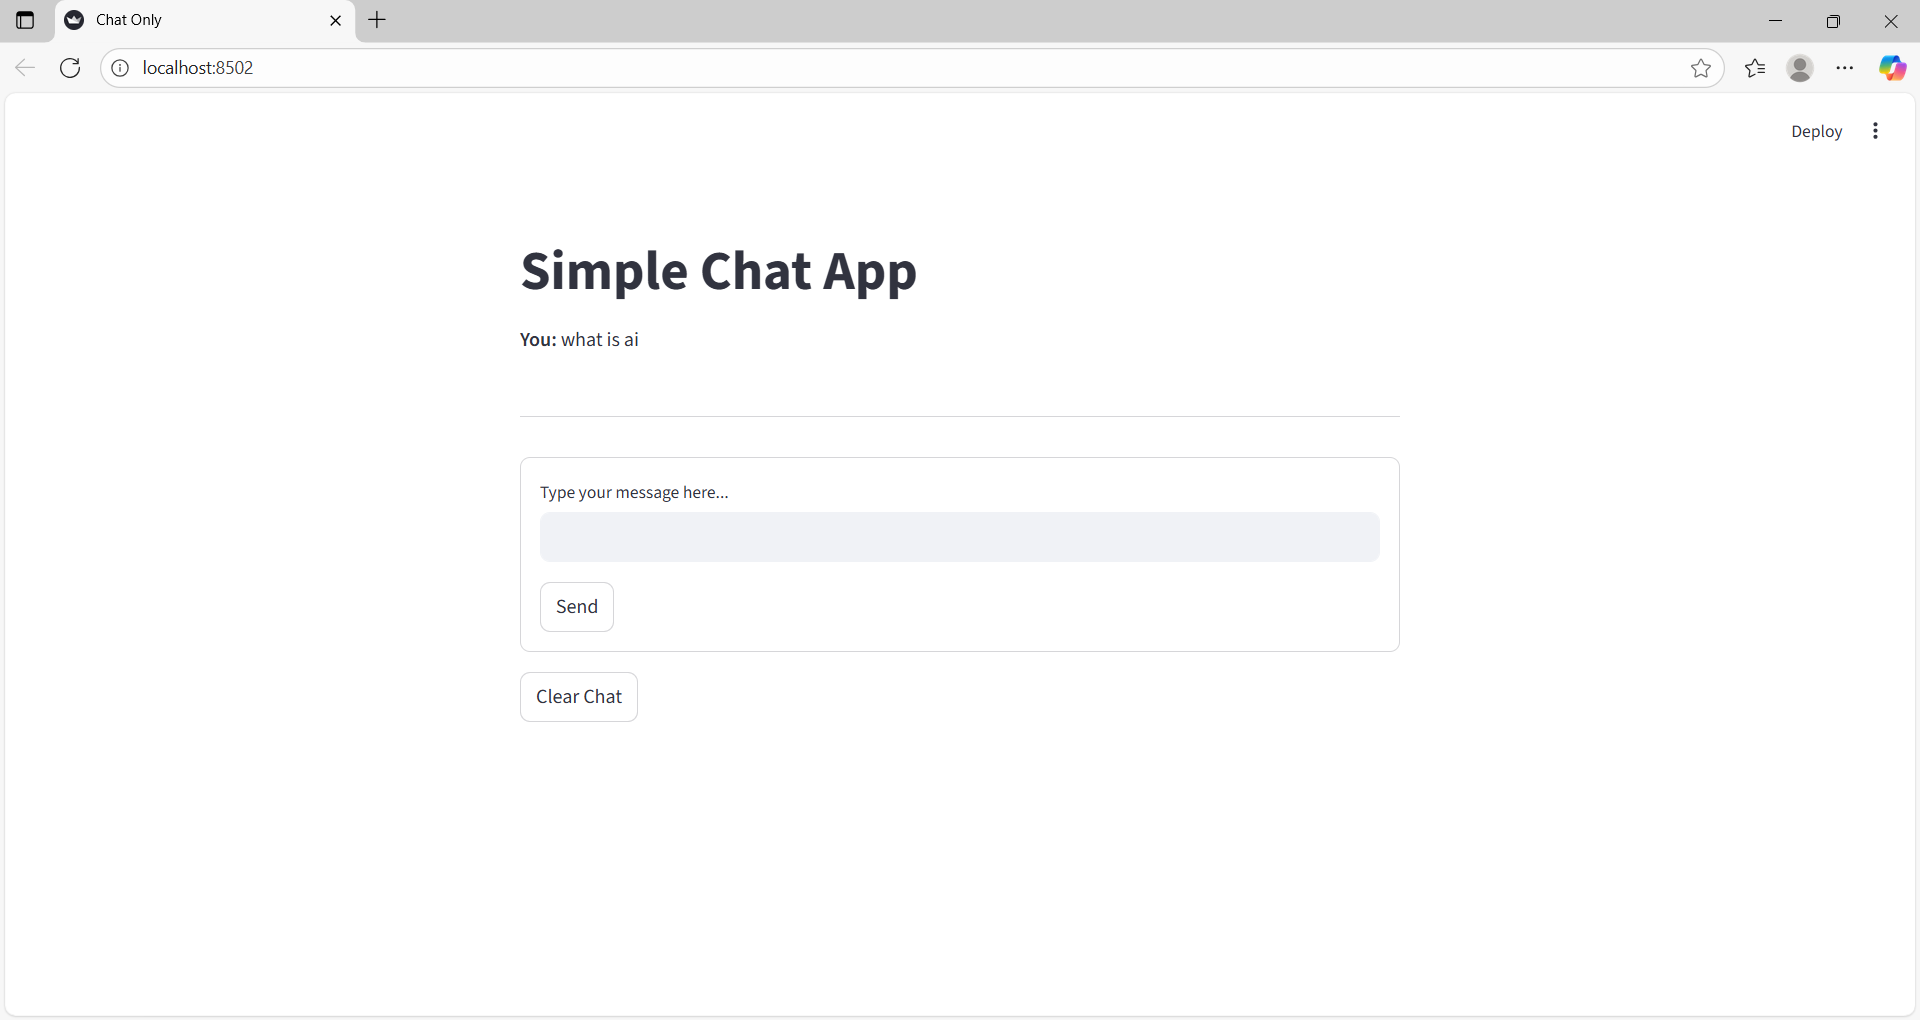 Chat Only
localhost:8502
Deploy
Simple Chat App
You: what is ai
Type your message here...
Send
Clear Chat